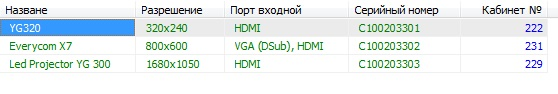 Назване Разрешение Порт входной Серийный номер Кабинет №
YG320 320x240 HDMI C100203301 222
Everycom X7 800x600 VGA (DSub), HDMI C100203302 231
Led Projector YG 300 1680x1050 HDMI C100203303 229